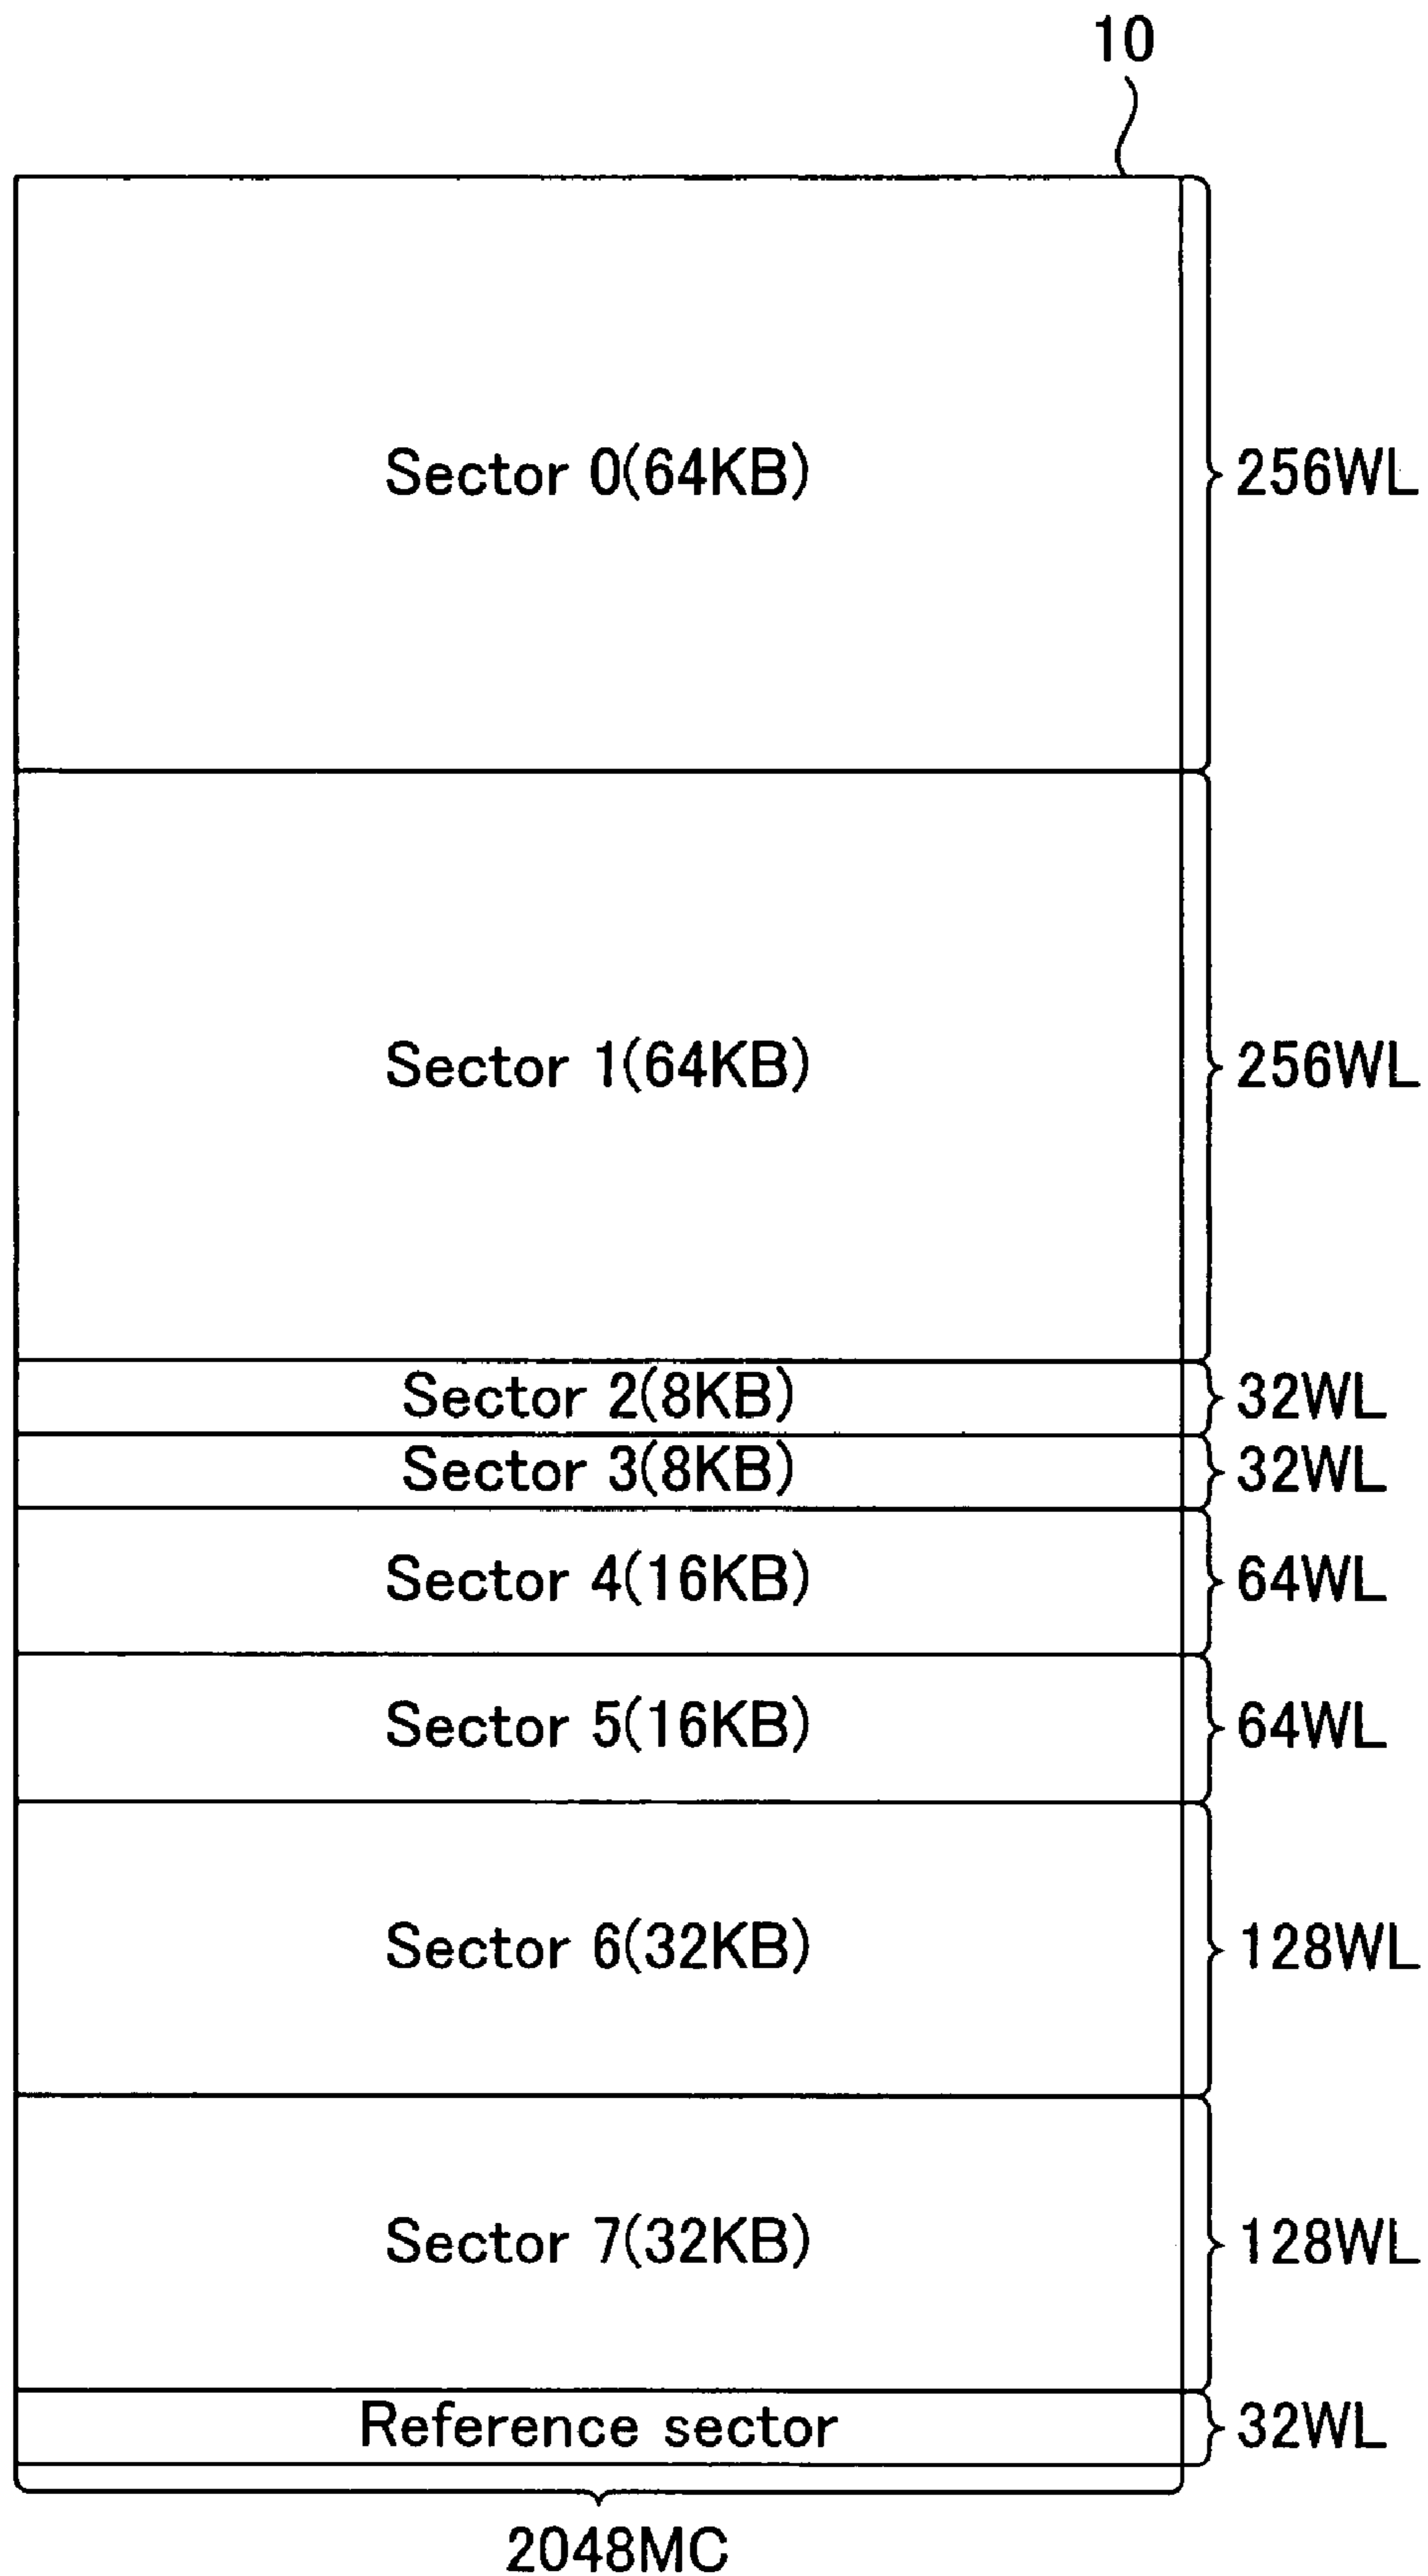 10
Sector 0(64KB)
256WL
Sector 1(64KB)
256WL
Sector 2(8KB)
32WL
Sector 3(8KB)
32WL
Sector 4(16KB)
64WL
Sector 5(16KB)
64WL
Sector 6(32KB)
128WL
Sector 7(32KB)
128WL
Reference sector
32WL
2048MC